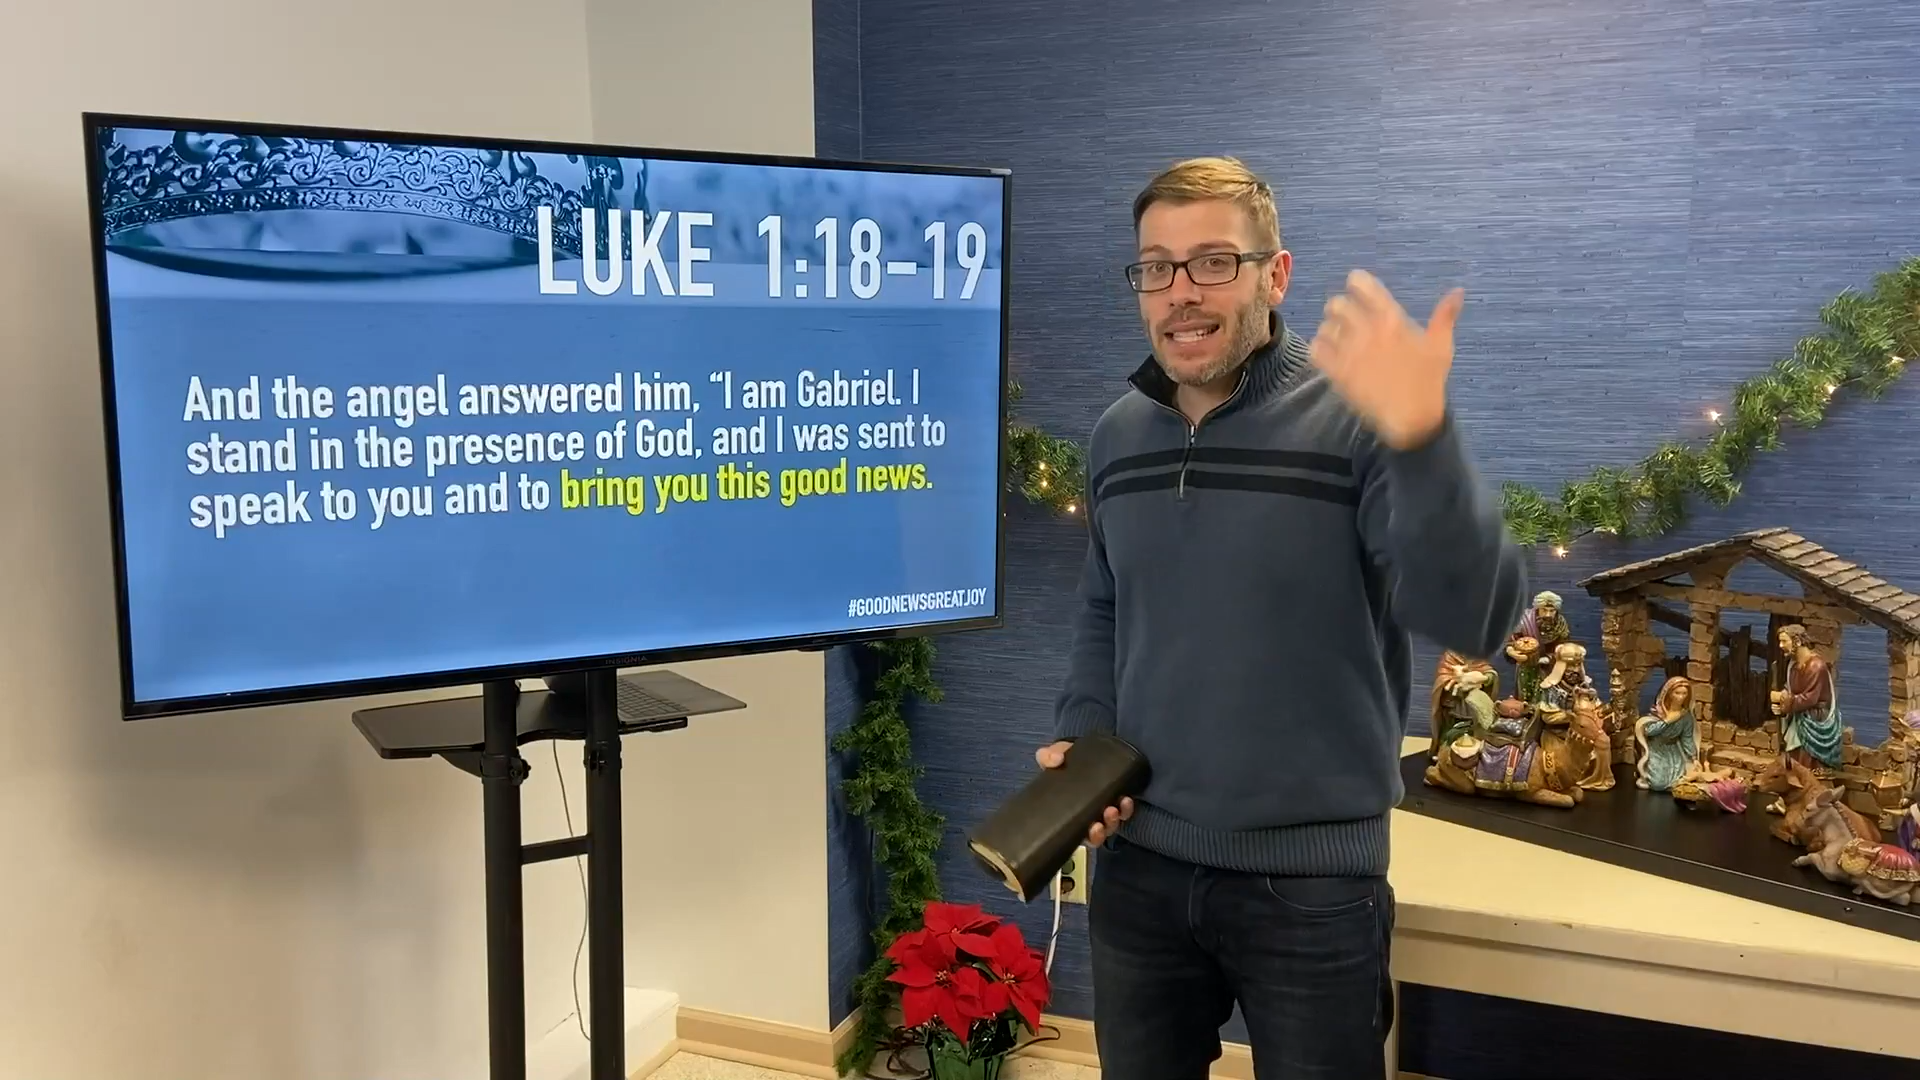 LUKE 1:18-19
And the angel answered him, “I am Gabriel. I
stand in the presence of God, and I was sent to
speak to you and to bring you this good news.
#GOODNEWSGREATJOY
INSIGNIA